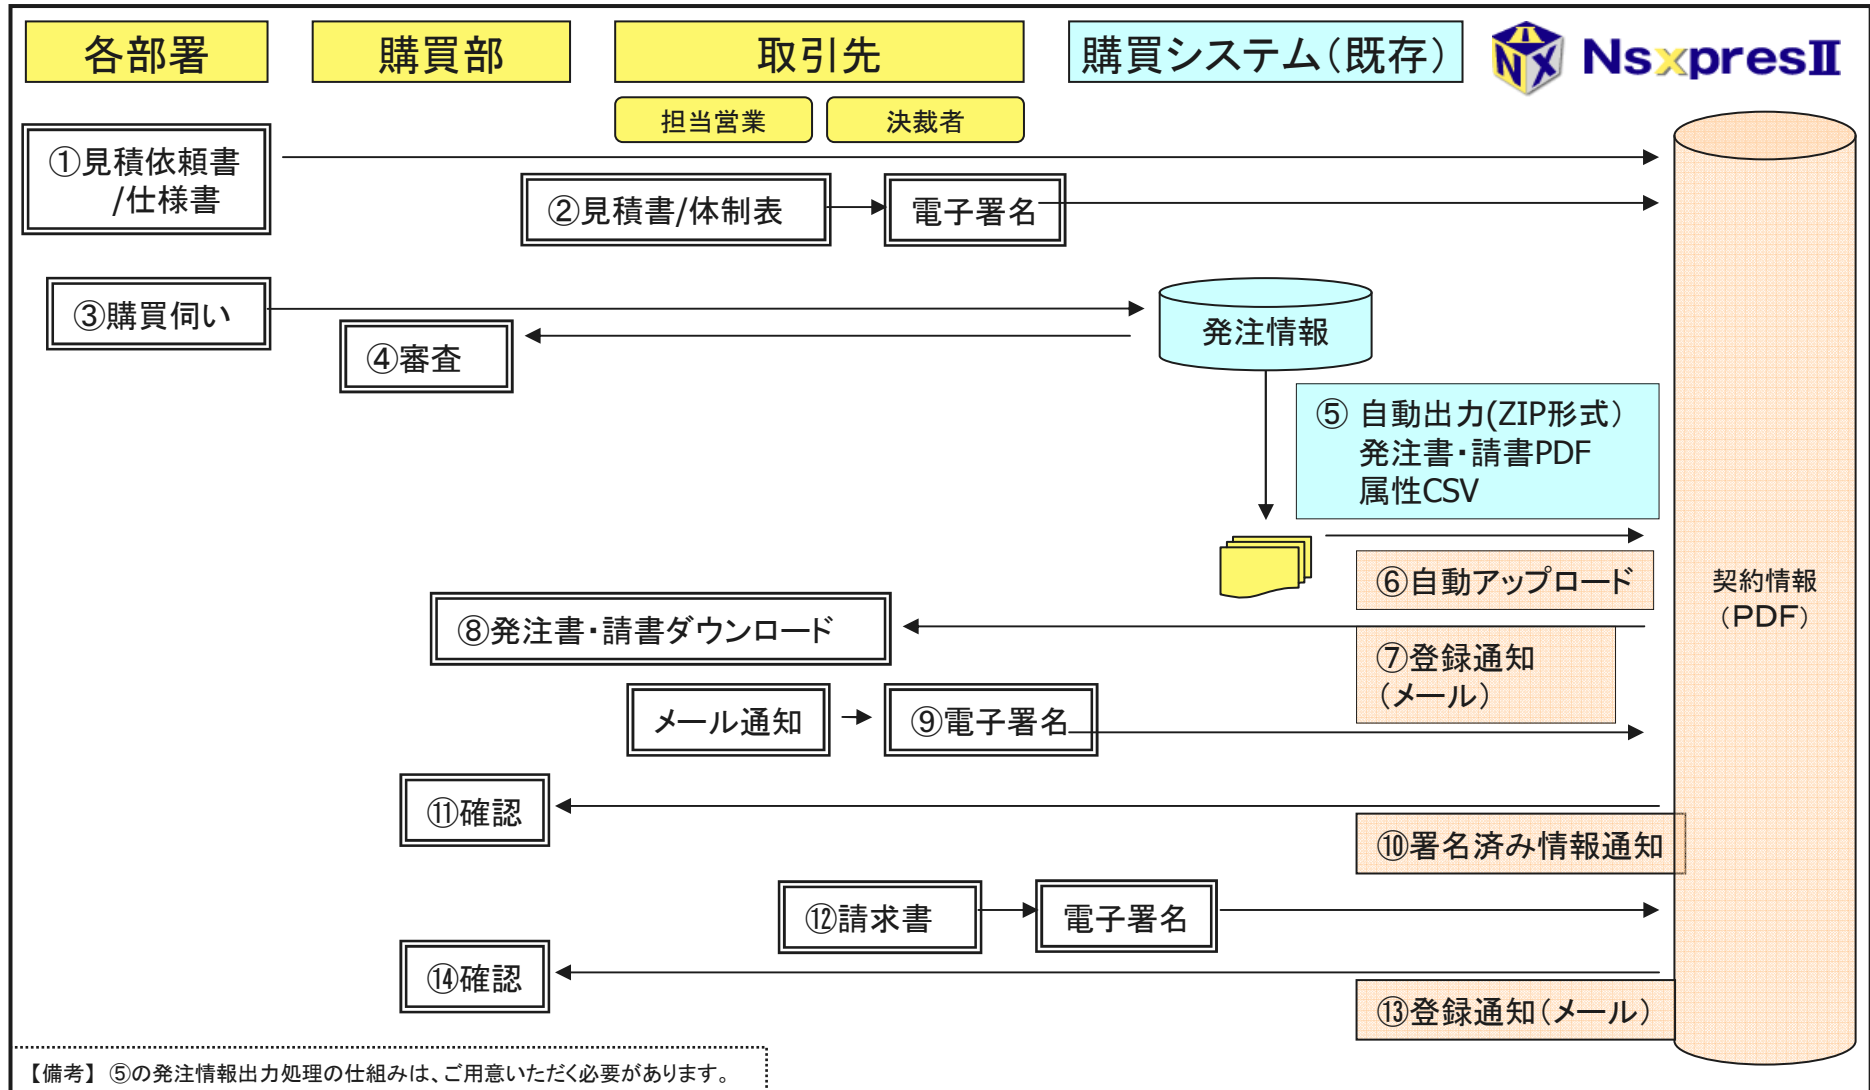 各部署
購買部
取引先
購買システム（既存）
NX
NsxpresⅡ
担当営業
決裁者
①見積依頼書
/仕様書
②見積書/体制表
電子署名
③購買伺い
④審査
発注情報
⑤ 自動出力(ZIP形式）
発注書・請書PDF
属性CSV
⑥自動アップロード
契約情報
（PDF）
⑧発注書・請書ダウンロード
⑦登録通知
（メール）
メール通知
⑨電子署名
⑪確認
⑩署名済み情報通知
⑫請求書
電子署名
⑭確認
⑬登録通知（メール）
【備考】 ⑤の発注情報出力処理の仕組みは、ご用意いただく必要があります。